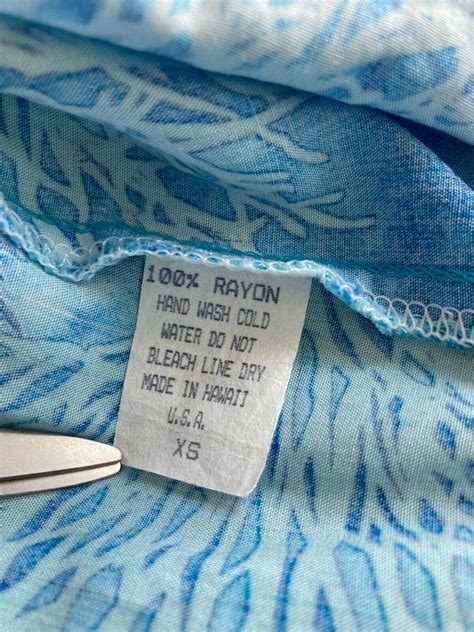 100% RAYON
HAND WASH COLD
WATER DO NOT
BLEACH LINE DRY
MADE IN HAWAII
U.S.A.
XS